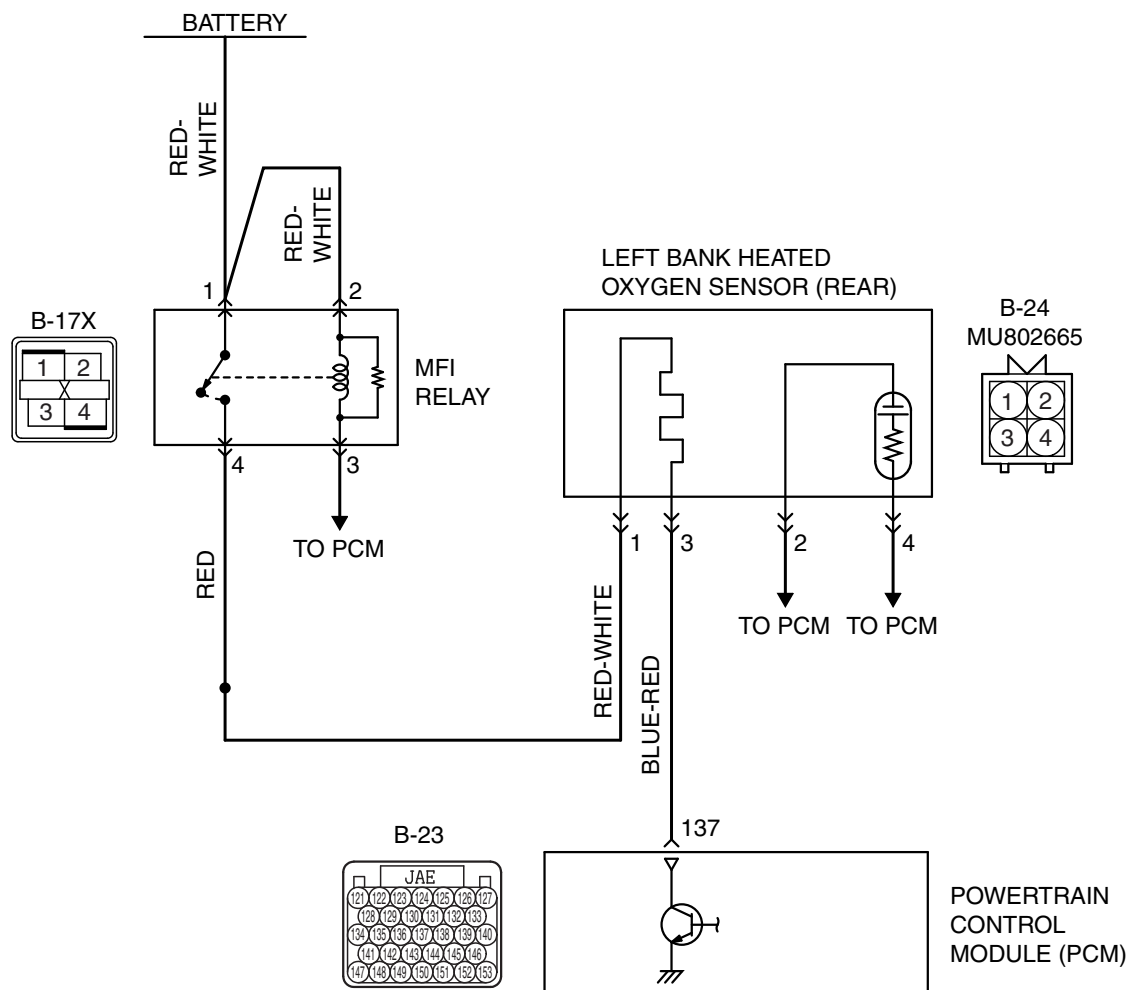 BATTERY
RED-
WHITE
RED-
WHITE
1
2
B-17X
1 2
3 4
MFI
RELAY
4
3
TO PCM
RED
LEFT BANK HEATED
OXYGEN SENSOR (REAR)
B-24
MU802665
1 2
3 4
1
3
2
4
TO PCM
TO PCM
RED-WHITE
BLUE-RED
137
B-23
JAE
121 122 123 124 125 126 127
128 129 130 131 132 133
134 135 136 137 138 139 140
141 142 143 144 145 146
147 148 149 150 151 152 153
POWERTRAIN
CONTROL
MODULE (PCM)